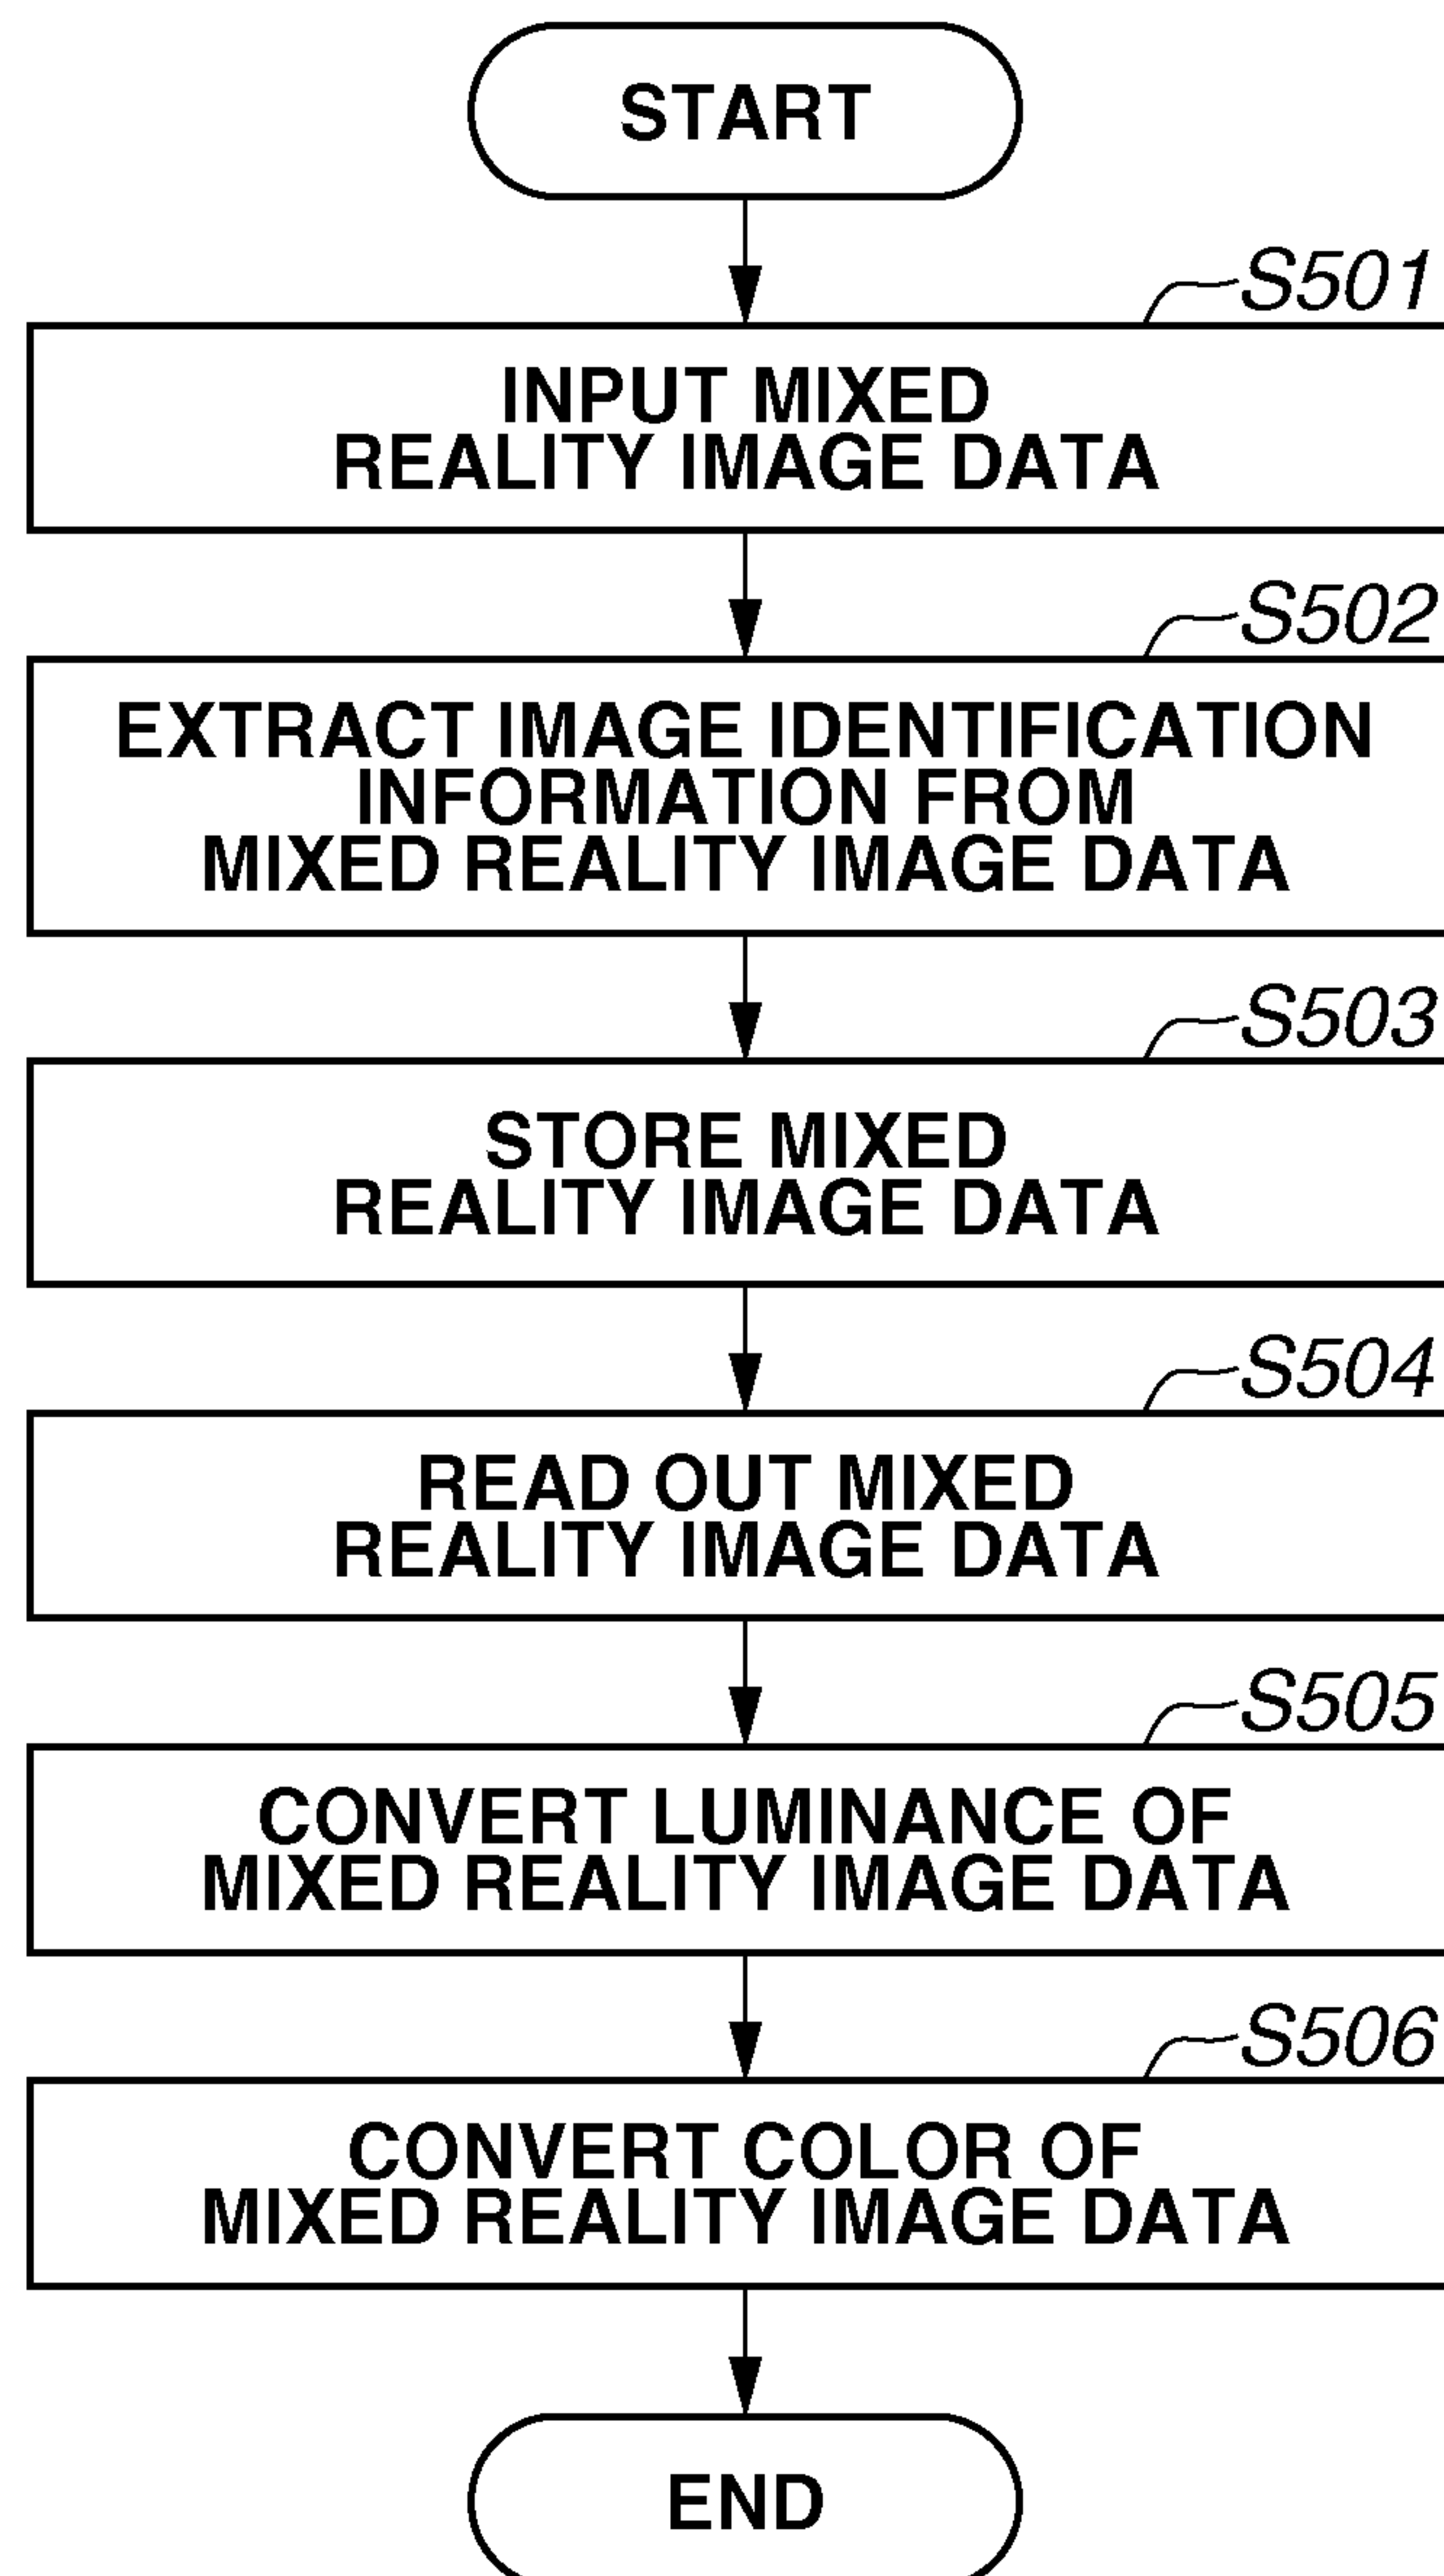 START
S501
INPUT MIXED
REALITY IMAGE DATA
S502
EXTRACT IMAGE IDENTIFICATION
INFORMATION FROM
MIXED REALITY IMAGE DATA
S503
STORE MIXED
REALITY IMAGE DATA
S504
READ OUT MIXED
REALITY IMAGE DATA
S505
CONVERT LUMINANCE OF
MIXED REALITY IMAGE DATA
S506
CONVERT COLOR OF
MIXED REALITY IMAGE DATA
END